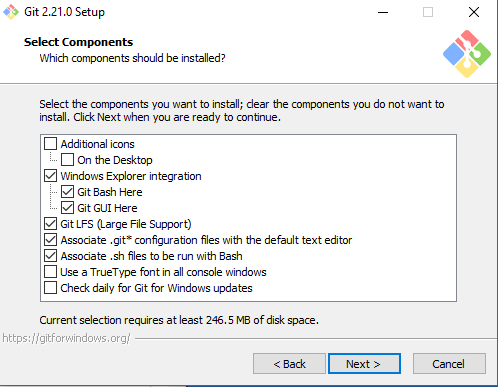 Git 2.21.0 Setup
Select Components
Which components should be installed?
Select the components you want to install; clear the components you do not want to
install. Click Next when you are ready to continue.
Additional icons
On the Desktop
Windows Explorer integration
Git Bash Here
Git GUI Here
Git LFS (Large File Support)
Associate .git* configuration files with the default text editor
Associate .sh files to be run with Bash
Use a TrueType font in all console windows
Check daily for Git for Windows updates
Current selection requires at least 246.5 MB of disk space.
https://gitforwindows.org/
< Back
Next >
Cancel